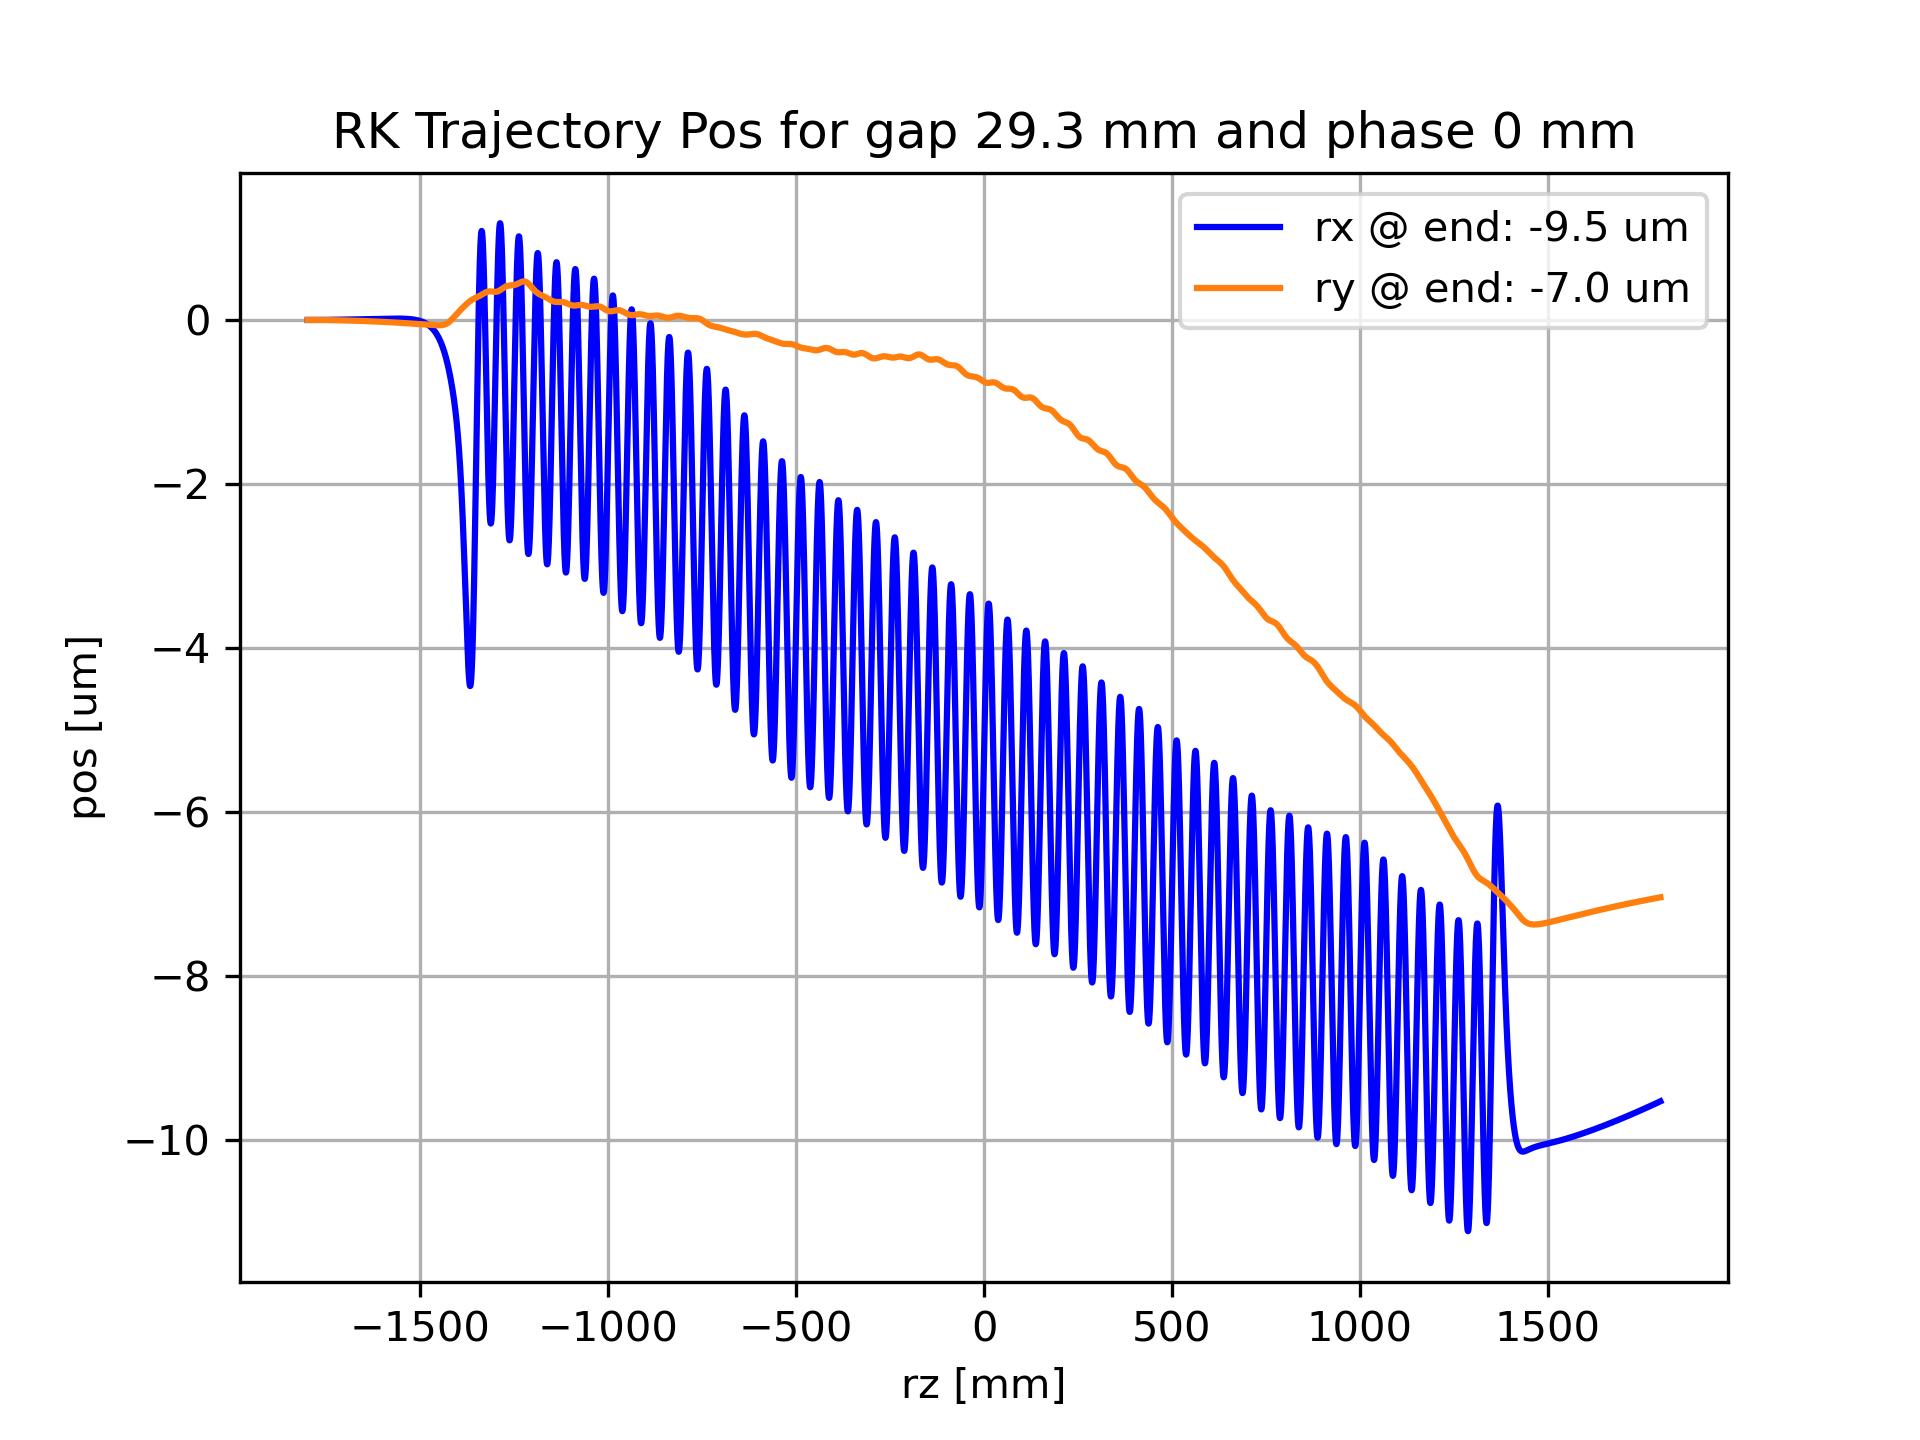 RK Trajectory Pos for gap 29.3 mm and phase 0 mm
rx @ end: -9.5 um
ry @ end: -7.0 um
0
−2
−4
−6
−8
−10
pos [um]
−1500 −1000 −500 0 500 1000 1500
rz [mm]